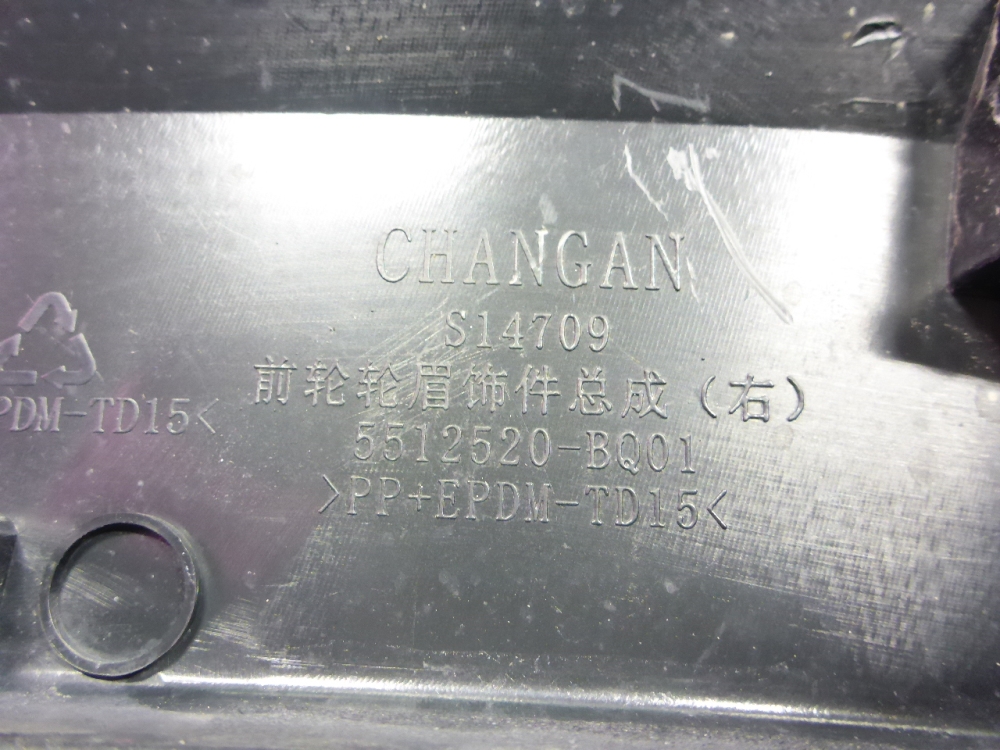 CHANGAN
S14709
前轮轮眉饰件总成（右）
5512520-BQ01
>PP+EPDM-TD15<
PDM-TD15<